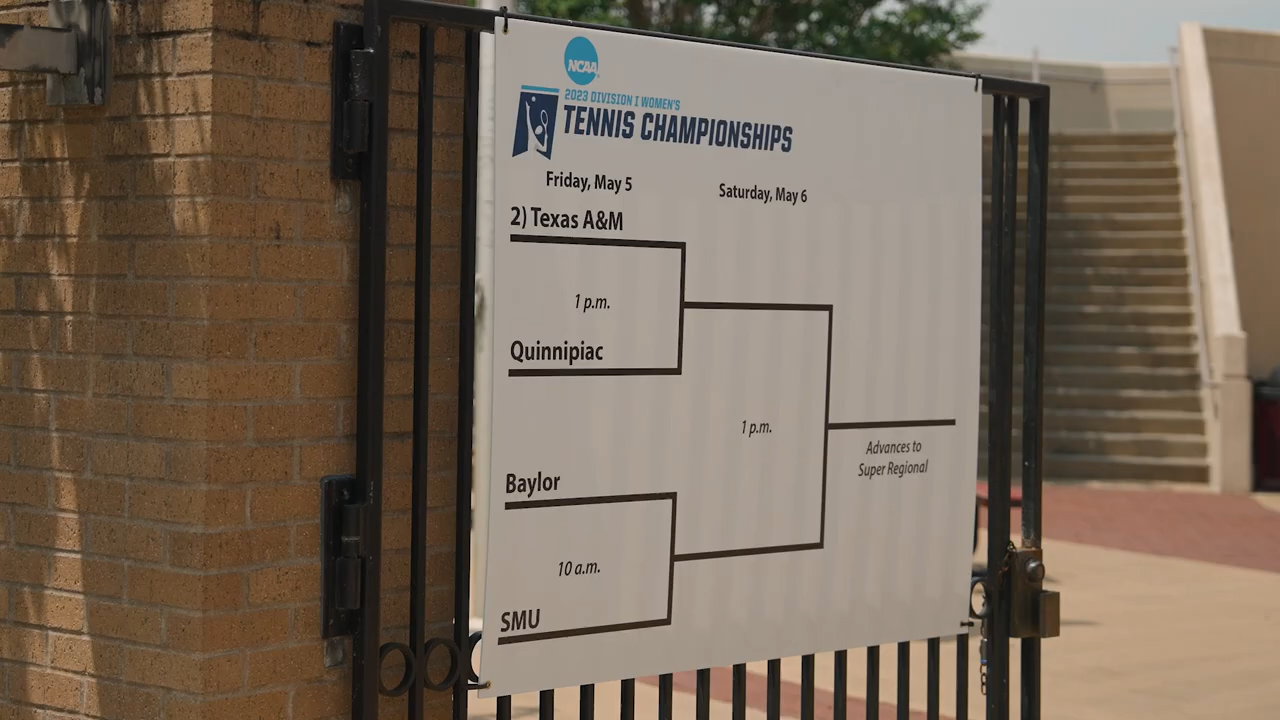 NCAA
2023 DIVISION I WOMEN'S
TENNIS CHAMPIONSHIPS
Friday, May 5
Saturday, May 6
2) Texas A&M
1 p.m.
Quinnipiac
1 p.m.
Advances to
Super Regional
Baylor
10 a.m.
SMU